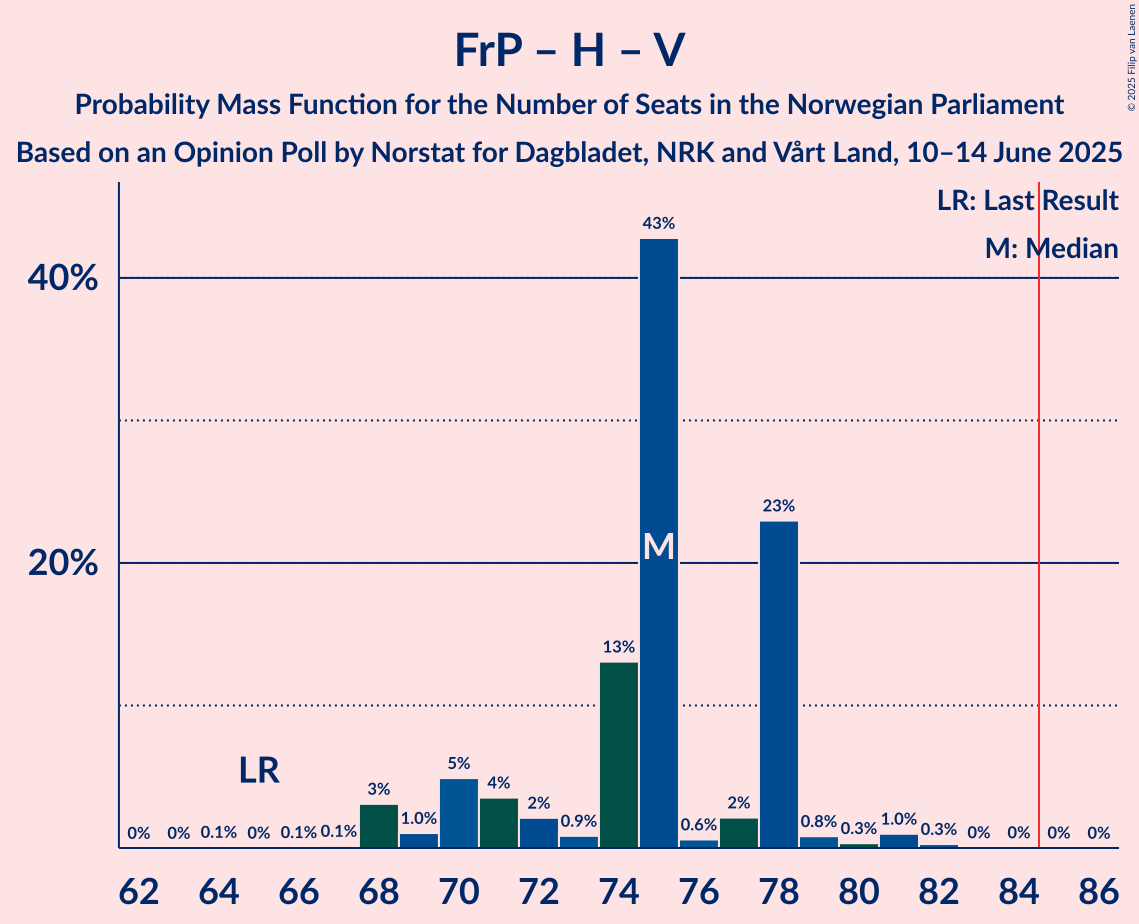 FrP – H – V
Probability Mass Function for the Number of Seats in the Norwegian Parliament
Based on an Opinion Poll by Norstat for Dagbladet, NRK and Vårt Land, 10–14 June 2025
© 2025 Filip van Laenen
LR: Last Result
M: Median
40%
20%
43%
23%
13%
M
LR
0% 0% 0.1% 0% 0.1% 0.1% 3% 1.0% 5% 4% 2% 0.9% 0.6% 2% 0.8% 0.3% 1.0% 0.3% 0% 0% 0% 0%
62 64 66 68 70 72 74 76 78 80 82 84 86